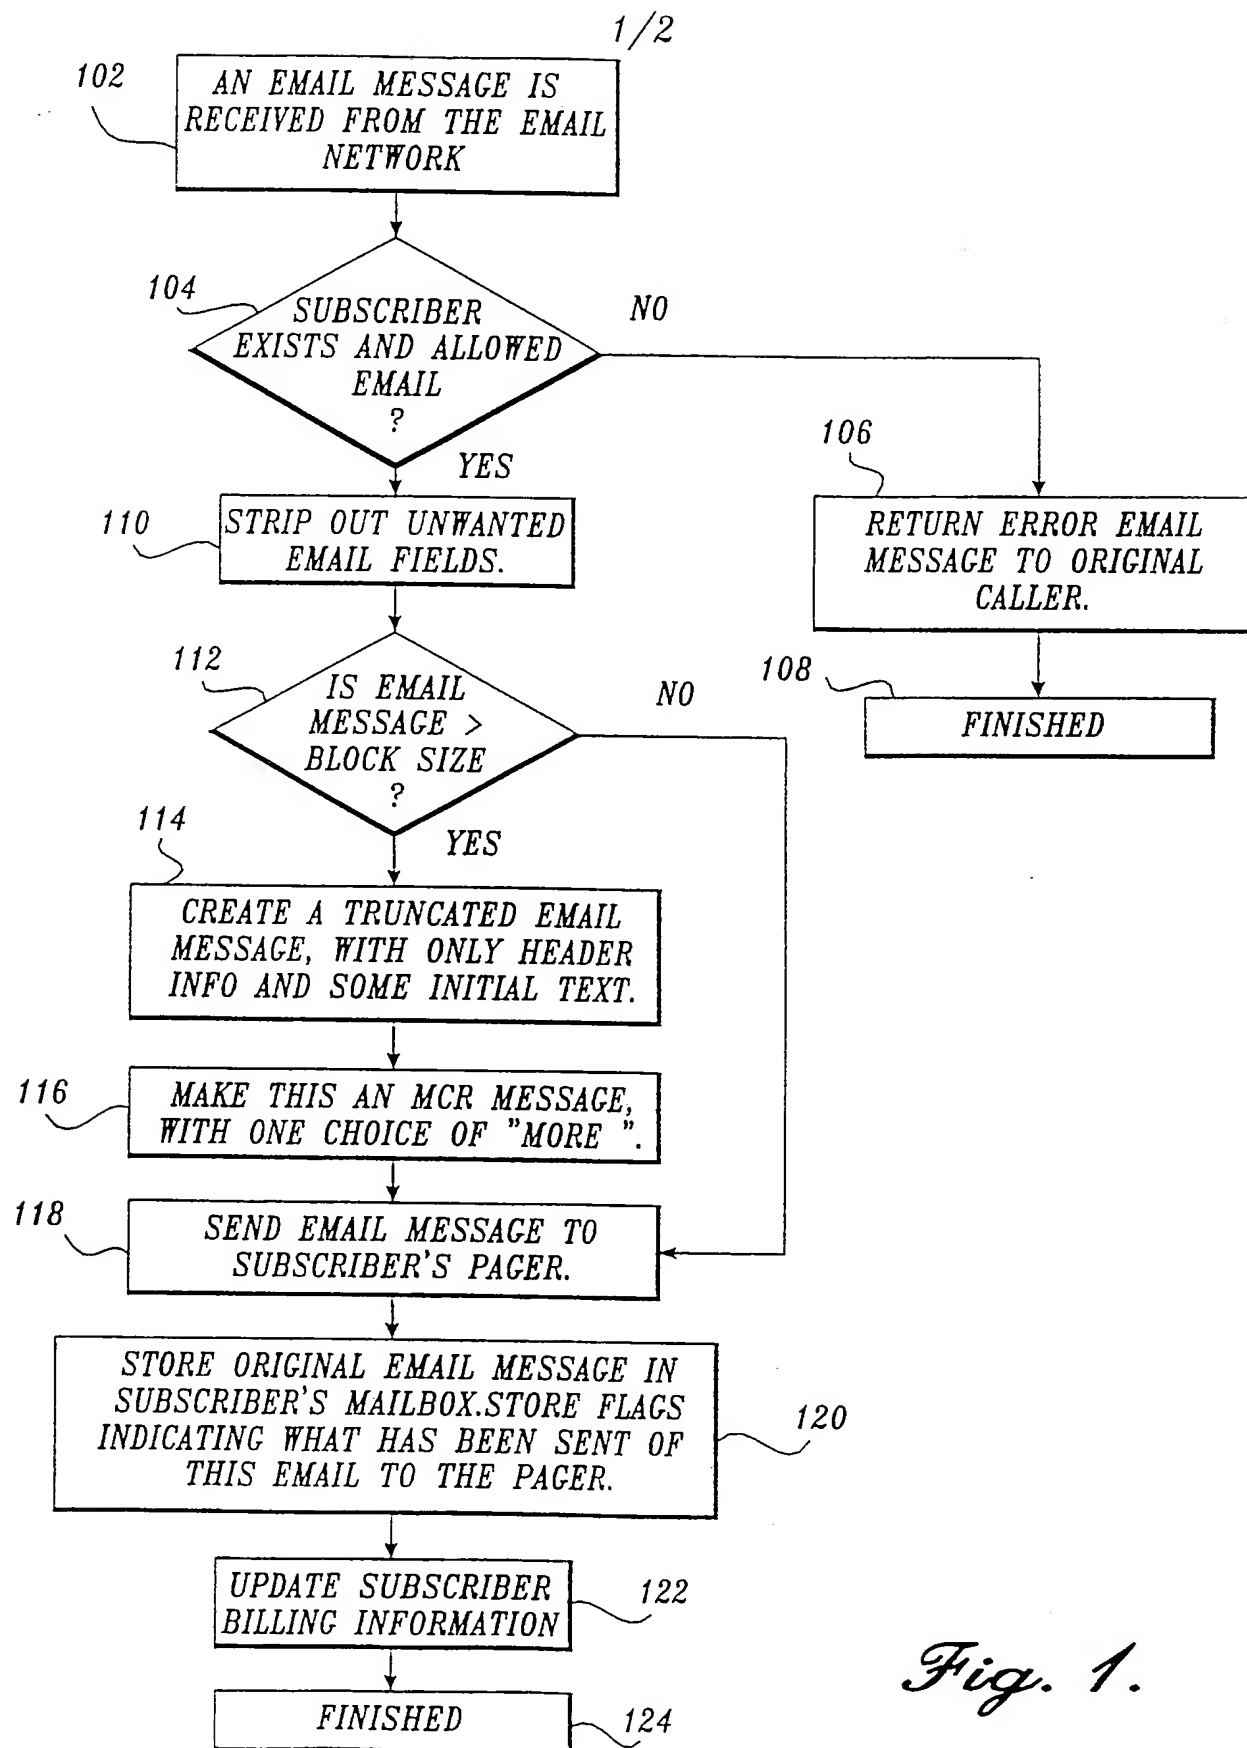 1/2
102
AN EMAIL MESSAGE IS
RECEIVED FROM THE EMAIL
NETWORK
104
SUBSCRIBER
EXISTS AND ALLOWED
EMAIL
?
NO
YES
106
RETURN ERROR EMAIL
MESSAGE TO ORIGINAL
CALLER.
108
FINISHED
110
STRIP OUT UNWANTED
EMAIL FIELDS.
112
IS EMAIL
MESSAGE >
BLOCK SIZE
?
NO
YES
114
CREATE A TRUNCATED EMAIL
MESSAGE, WITH ONLY HEADER
INFO AND SOME INITIAL TEXT.
116
MAKE THIS AN MCR MESSAGE,
WITH ONE CHOICE OF "MORE ".
118
SEND EMAIL MESSAGE TO
SUBSCRIBER'S PAGER.
STORE ORIGINAL EMAIL MESSAGE IN
SUBSCRIBER'S MAILBOX.STORE FLAGS
INDICATING WHAT HAS BEEN SENT OF
THIS EMAIL TO THE PAGER.
120
UPDATE SUBSCRIBER
BILLING INFORMATION
122
FINISHED
124
Fig. 1.